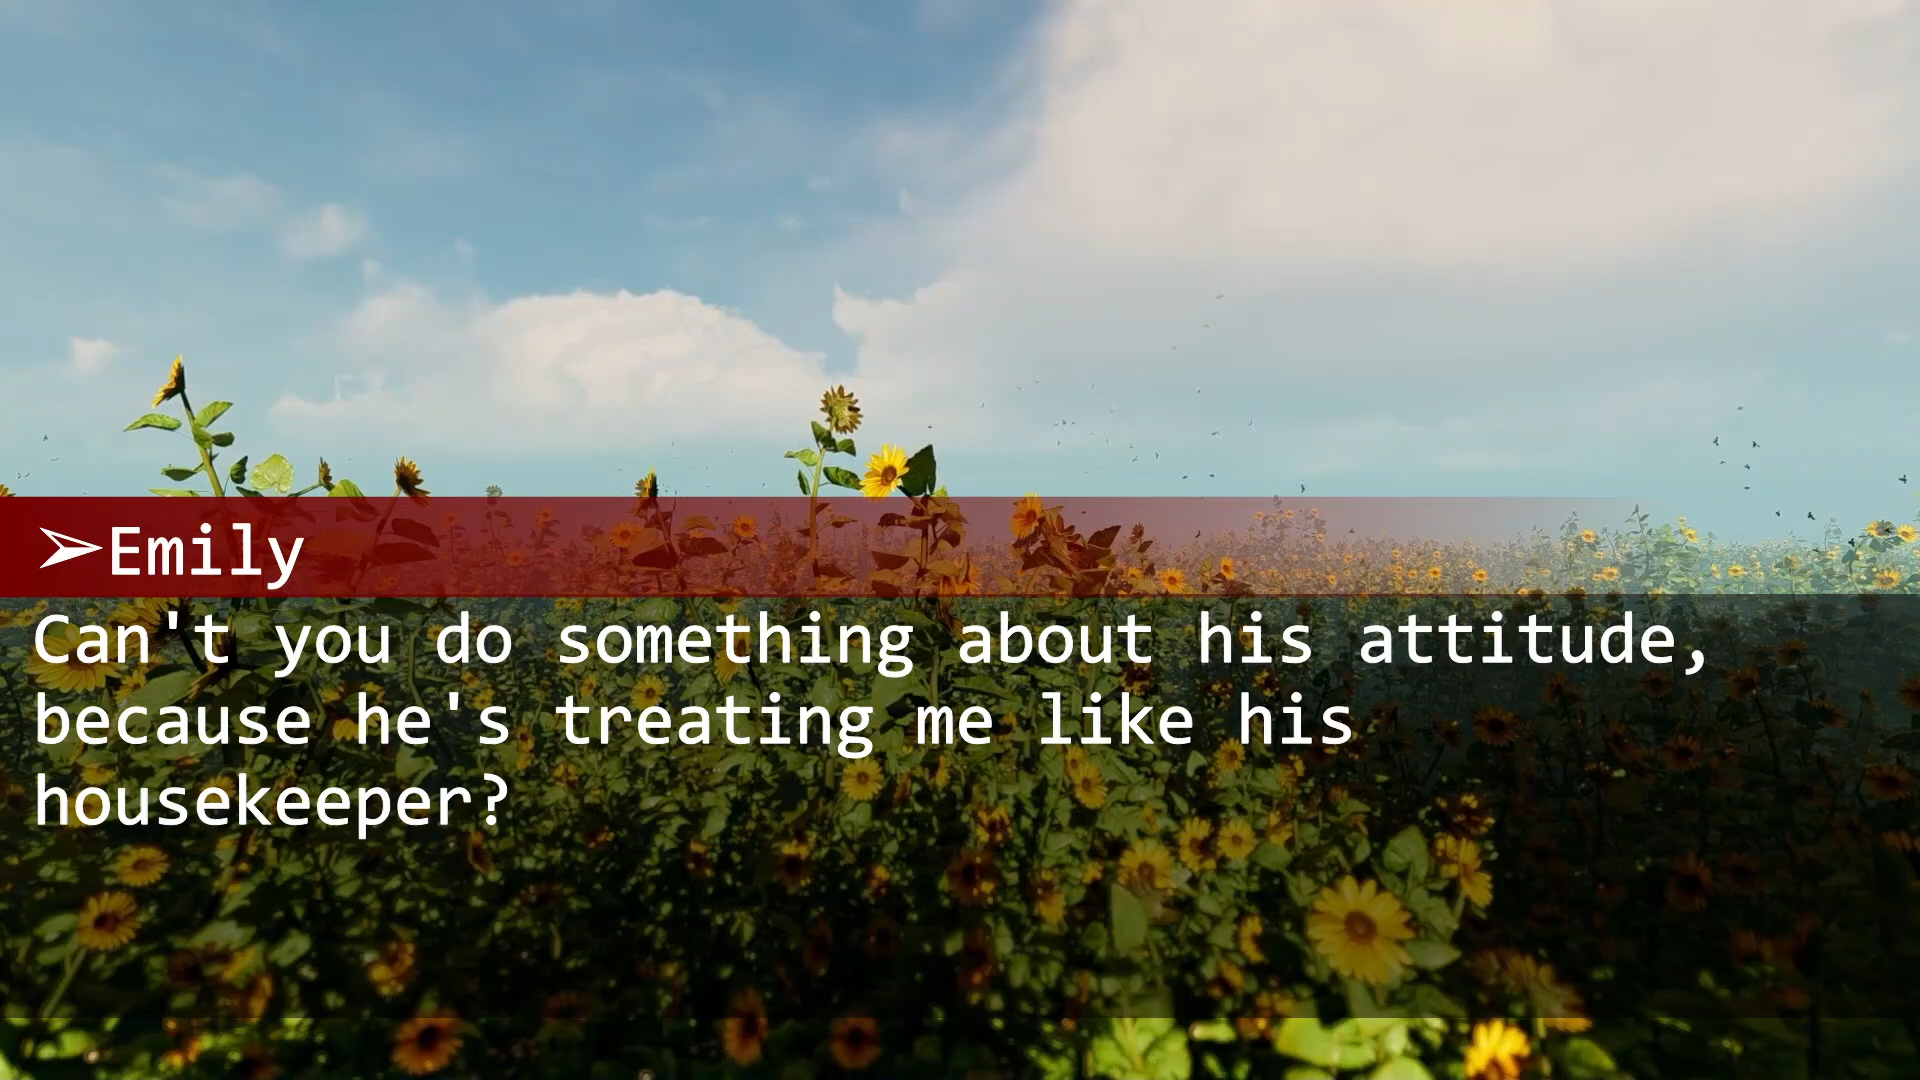 ➢Emily
Can't you do something about his attitude,
because he's treating me like his
housekeeper?